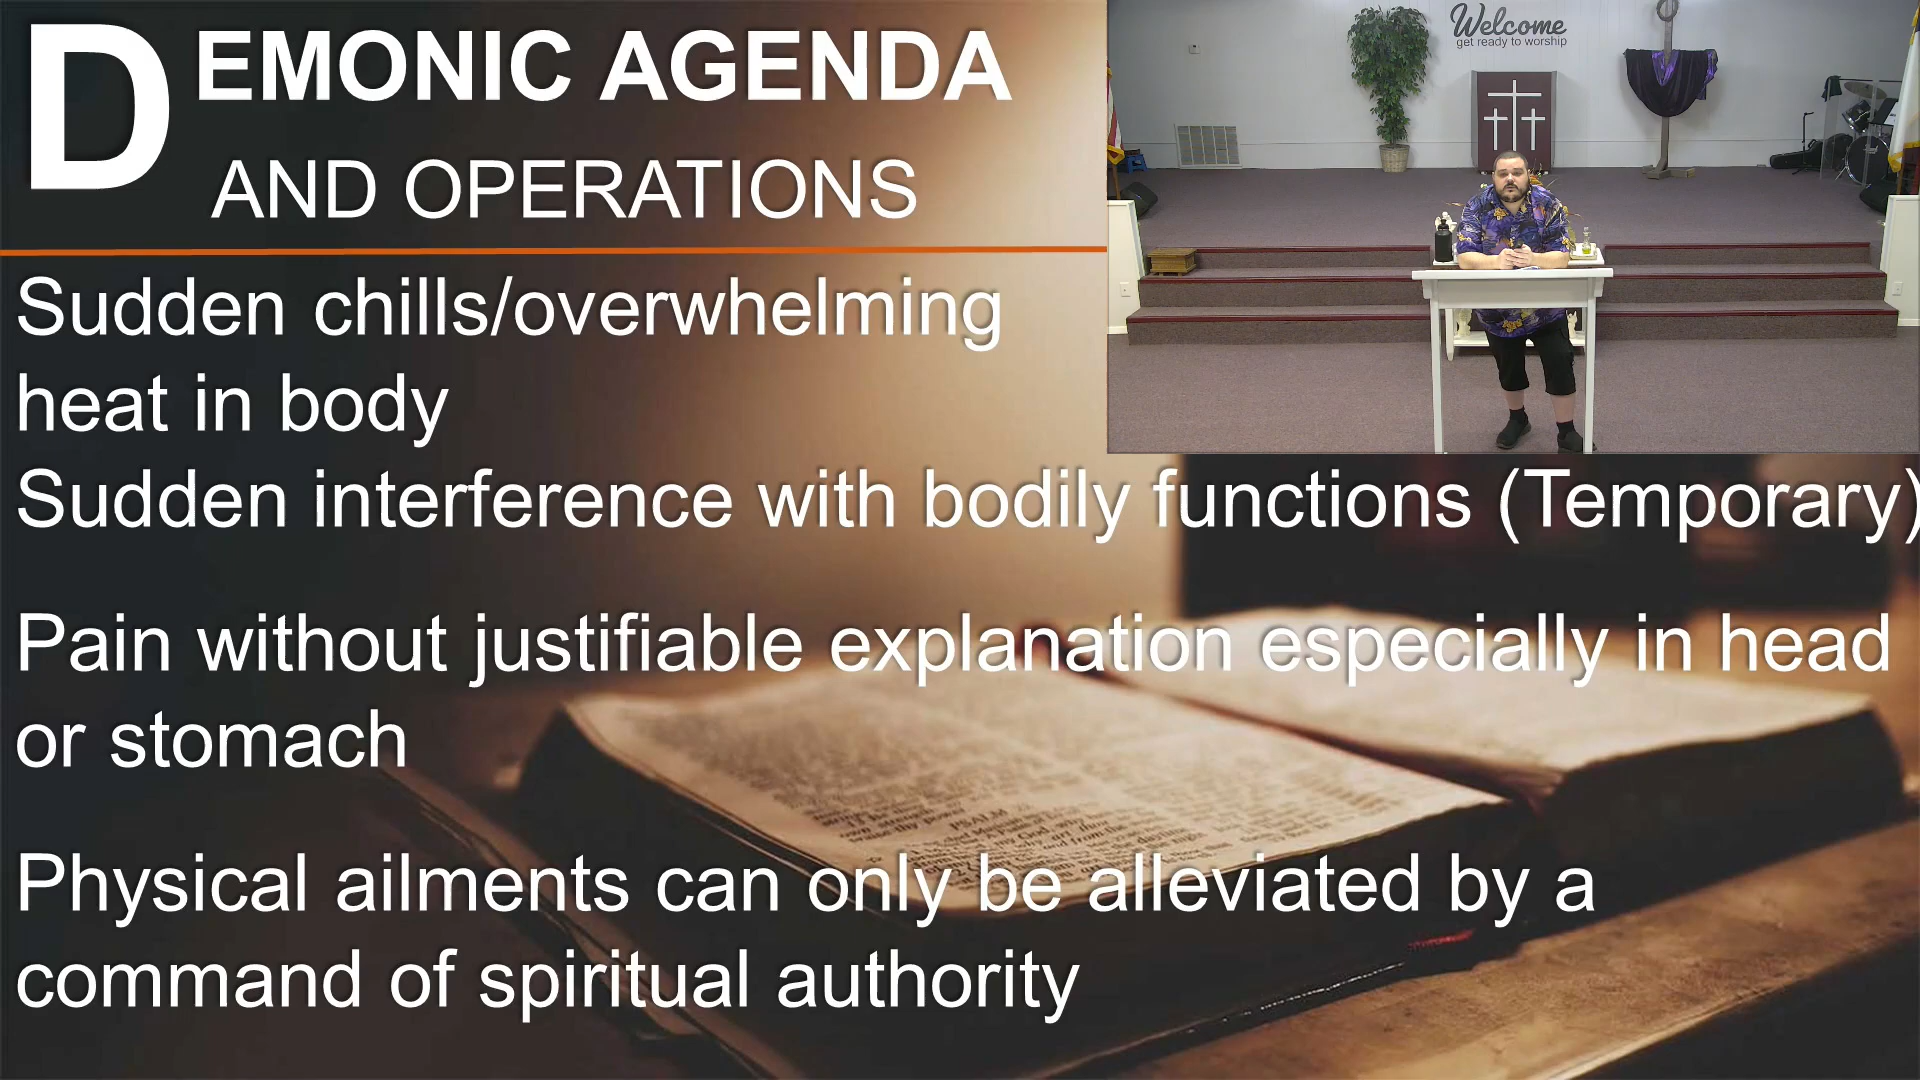 DEMONIC AGENDA
AND OPERATIONS
Welcome
get ready to worship
Sudden chills/overwhelming
heat in body
Sudden interference with bodily functions (Temporary)
Pain without justifiable explanation especially in head
or stomach
PSALM
Physical ailments can only be alleviated by a
command of spiritual authority